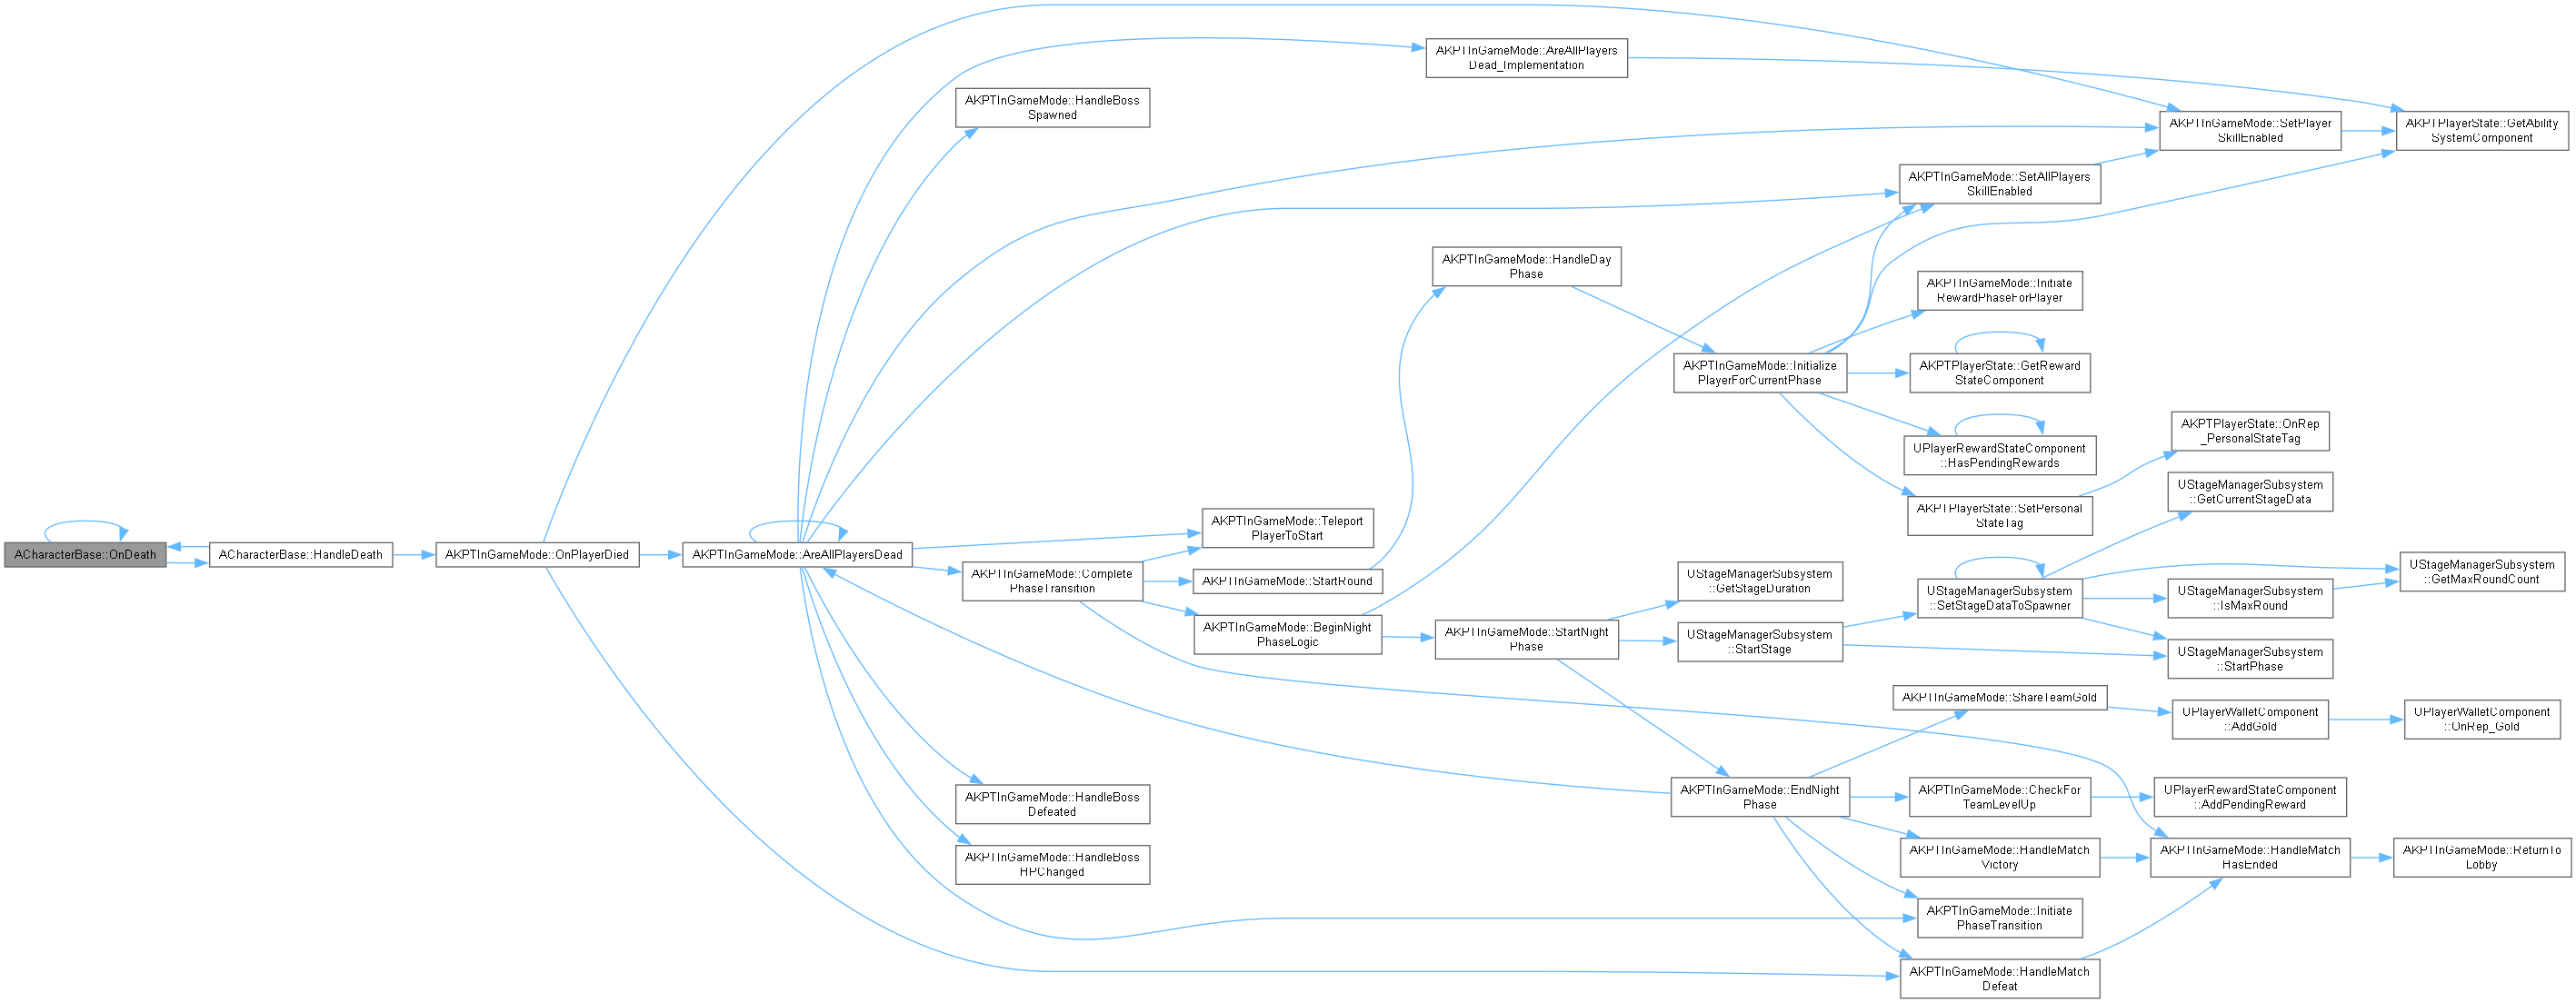 ACharacterBase::OnDeath
ACharacterBase::HandleDeath
AKPTInGameMode::OnPlayerDied
AKPTInGameMode::AreAllPlayersDead
AKPTInGameMode::HandleBoss
Spawned
AKPTInGameMode::Complete
PhaseTransition
AKPTInGameMode::HandleBoss
Defeated
AKPTInGameMode::HandleBoss
HPChanged
AKPTInGameMode::Teleport
PlayerToStart
AKPTInGameMode::StartRound
AKPTInGameMode::BeginNight
PhaseLogic
AKPTInGameMode::AreAllPlayers
Dead_Implementation
AKPTInGameMode::HandleDay
Phase
AKPTInGameMode::StartNight
Phase
AKPTInGameMode::Initialize
PlayerForCurrentPhase
UStageManagerSubsystem
::GetStageDuration
UStageManagerSubsystem
::StartStage
AKPTInGameMode::EndNight
Phase
AKPTInGameMode::SetAllPlayers
SkillEnabled
AKPTInGameMode::Initiate
RewardPhaseForPlayer
AKPTPlayerState::GetReward
StateComponent
UPlayerRewardStateComponent
::HasPendingRewards
AKPTPlayerState::SetPersonal
StateTag
UStageManagerSubsystem
::SetStageDataToSpawner
AKPTInGameMode::ShareTeamGold
AKPTInGameMode::CheckFor
TeamLevelUp
AKPTInGameMode::HandleMatch
Victory
AKPTInGameMode::Initiate
PhaseTransition
AKPTInGameMode::HandleMatch
Defeat
AKPTInGameMode::SetPlayer
SkillEnabled
AKPTPlayerState::OnRep
_PersonalStateTag
UStageManagerSubsystem
::GetCurrentStageData
UStageManagerSubsystem
::IsMaxRound
UStageManagerSubsystem
::StartPhase
UPlayerWalletComponent
::AddGold
UPlayerRewardStateComponent
::AddPendingReward
AKPTInGameMode::HandleMatch
HasEnded
AKPTPlayerState::GetAbility
SystemComponent
UStageManagerSubsystem
::GetMaxRoundCount
UPlayerWalletComponent
::OnRep_Gold
AKPTInGameMode::ReturnTo
Lobby